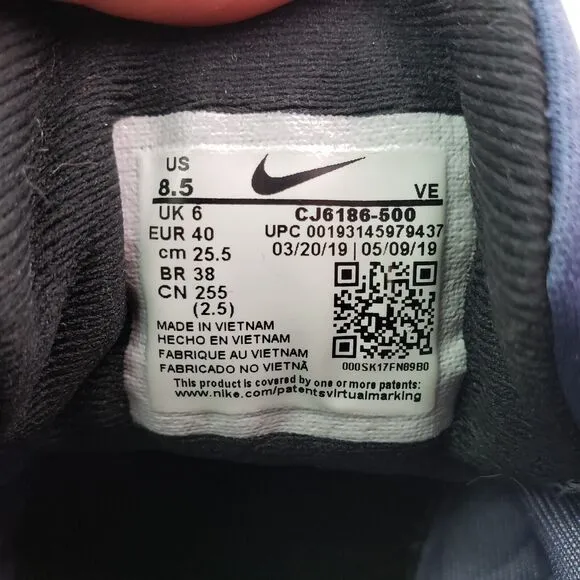 US
8.5
VE
UK 6
CJ6186-500
EUR 40
UPC 00193145979437
cm 25.5
03/20/19 | 05/09/19
BR 38
CN 255
(2.5)
MADE IN VIETNAM
HECHO EN VIETNAM
FABRIQUE AU VIETNAM
FABRICADO NO VIETNÃ
000SK17FN89B0
This product is covered by one or more patents:
www.nike.com/patentsvirtualmarking